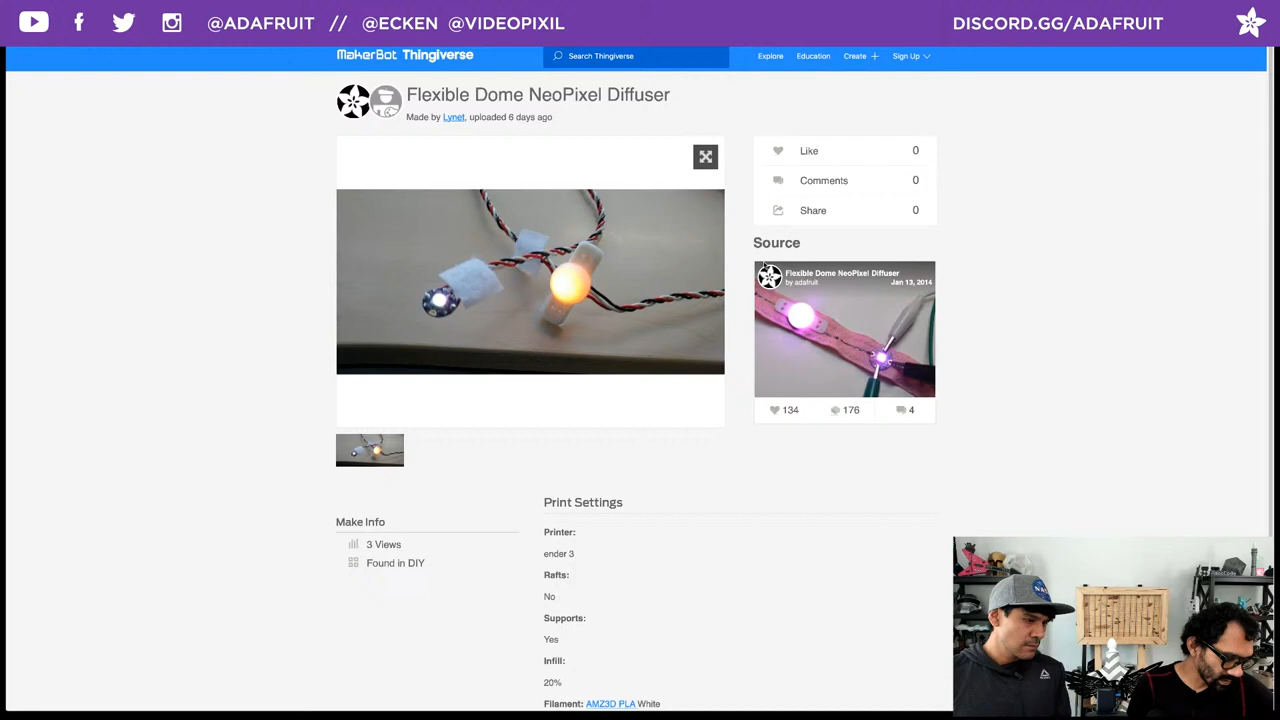 @ADAFRUIT // @ECKEN @VIDEOPIXIL
DISCORD.GG/ADAFRUIT
MakerBot Thingiverse
Search Thingiverse
Explore
Education
Create
Sign Up
Flexible Dome NeoPixel Diffuser
Made by Lynet, uploaded 6 days ago
Like 0
Comments 0
Share 0
Source
Flexible Dome NeoPixel Diffuser
by adafruit
Jan 13, 2014
134
176
4
Print Settings
Make Info
3 Views
Found in DIY
Printer:
ender 3
Rafts:
No
Supports:
Yes
Infill:
20%
Filament: AMZ3D PLA White